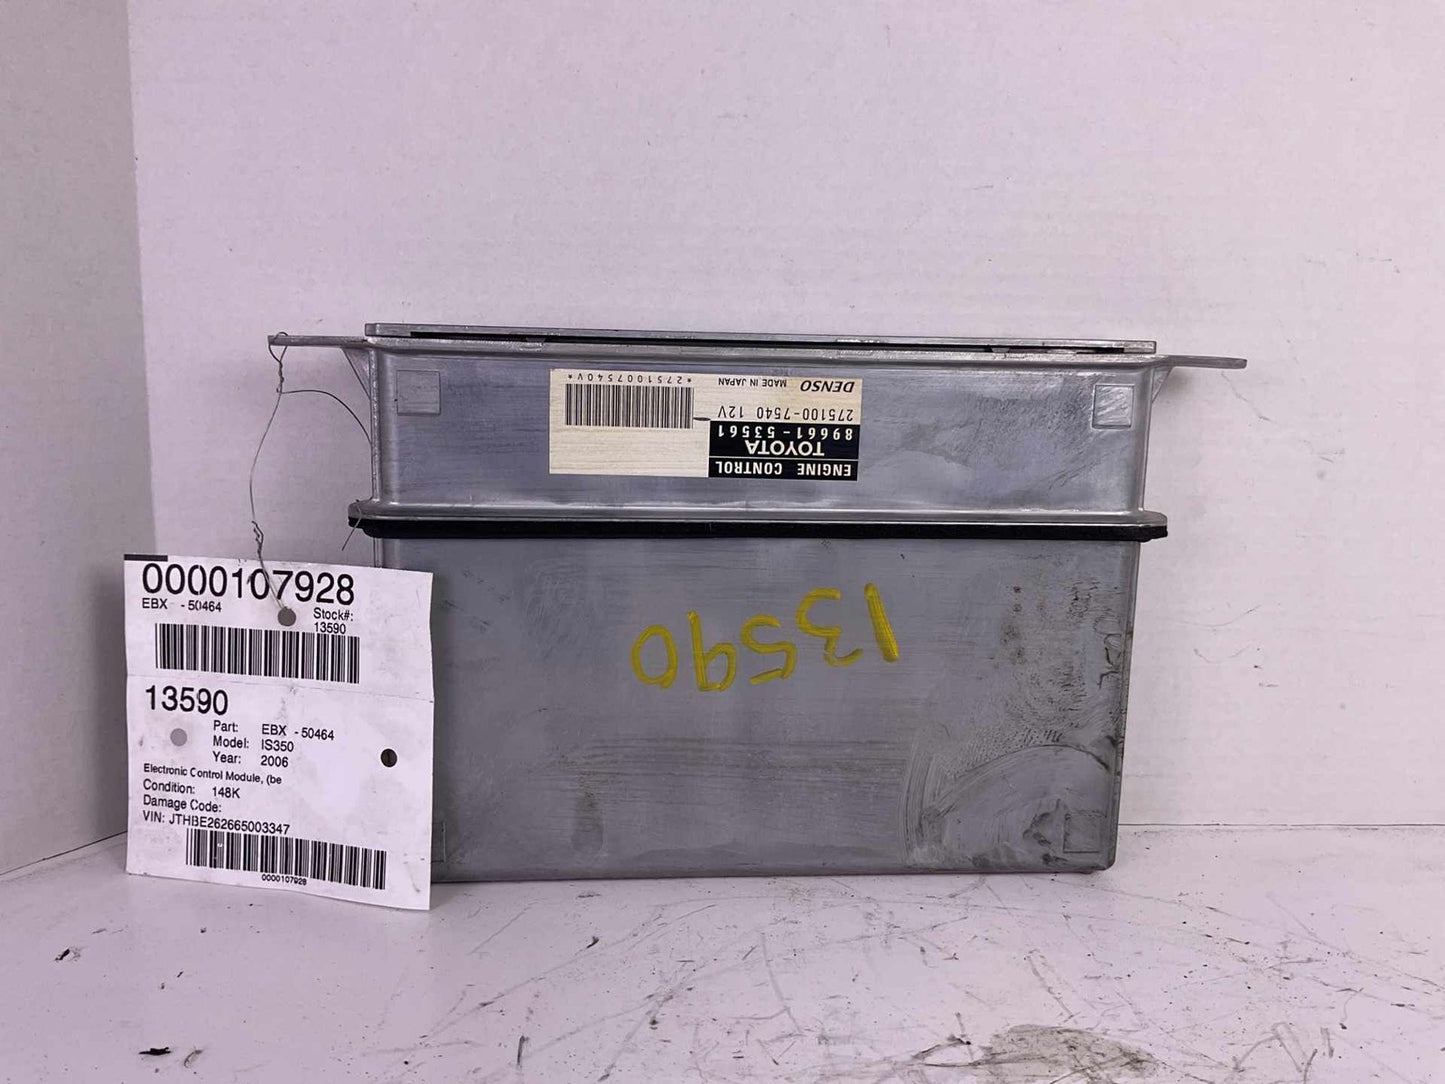 ENGINE CONTROL
TOYOTA
89661-53561
275100-7540 12V
DENSO MADE IN JAPAN
*2751007540V*
13590
0000107928
EBX - 50464
Stock#:
13590
13590
Part: EBX - 50464
Model: IS350
Year: 2006
Electronic Control Module, (be
Condition: 148K
Damage Code:
VIN: JTHBE262665003347
0000107928